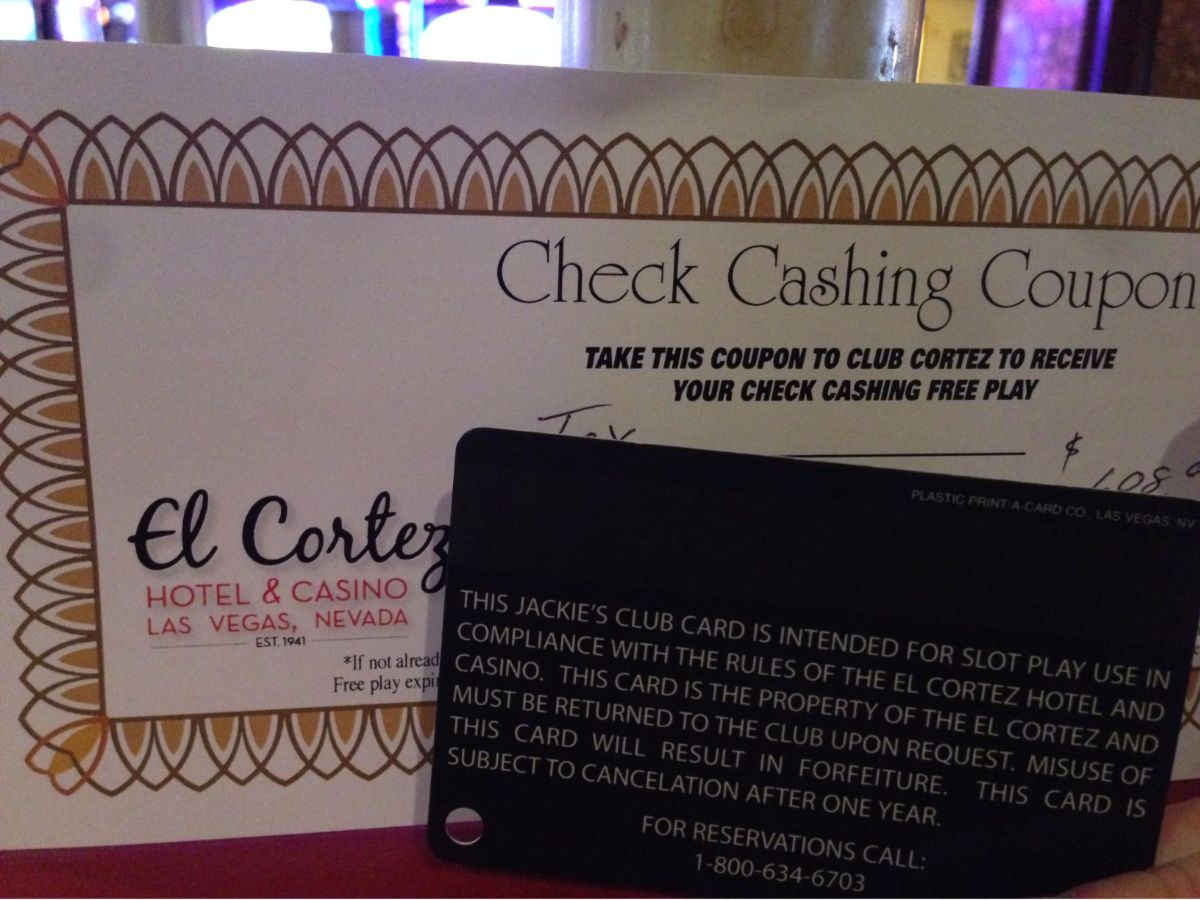 Check Cashing Coupon
TAKE THIS COUPON TO CLUB CORTEZ TO RECEIVE
YOUR CHECK CASHING FREE PLAY
$
El Cortez
HOTEL & CASINO
LAS VEGAS, NEVADA
EST. 1941
*If not
Free play
PLASTIC PRINT-A-CARD CO., LAS VEGAS, NV
THIS JACKIE'S CLUB CARD IS INTENDED FOR SLOT PLAY USE IN
COMPLIANCE WITH THE RULES OF THE EL CORTEZ HOTEL AND
CASINO. THIS CARD IS THE PROPERTY OF THE EL CORTEZ AND
MUST BE RETURNED TO THE CLUB UPON REQUEST. MISUSE OF
THIS CARD WILL RESULT IN FORFEITURE. THIS CARD IS
SUBJECT TO CANCELATION AFTER ONE YEAR.
FOR RESERVATIONS CALL:
1-800-634-6703